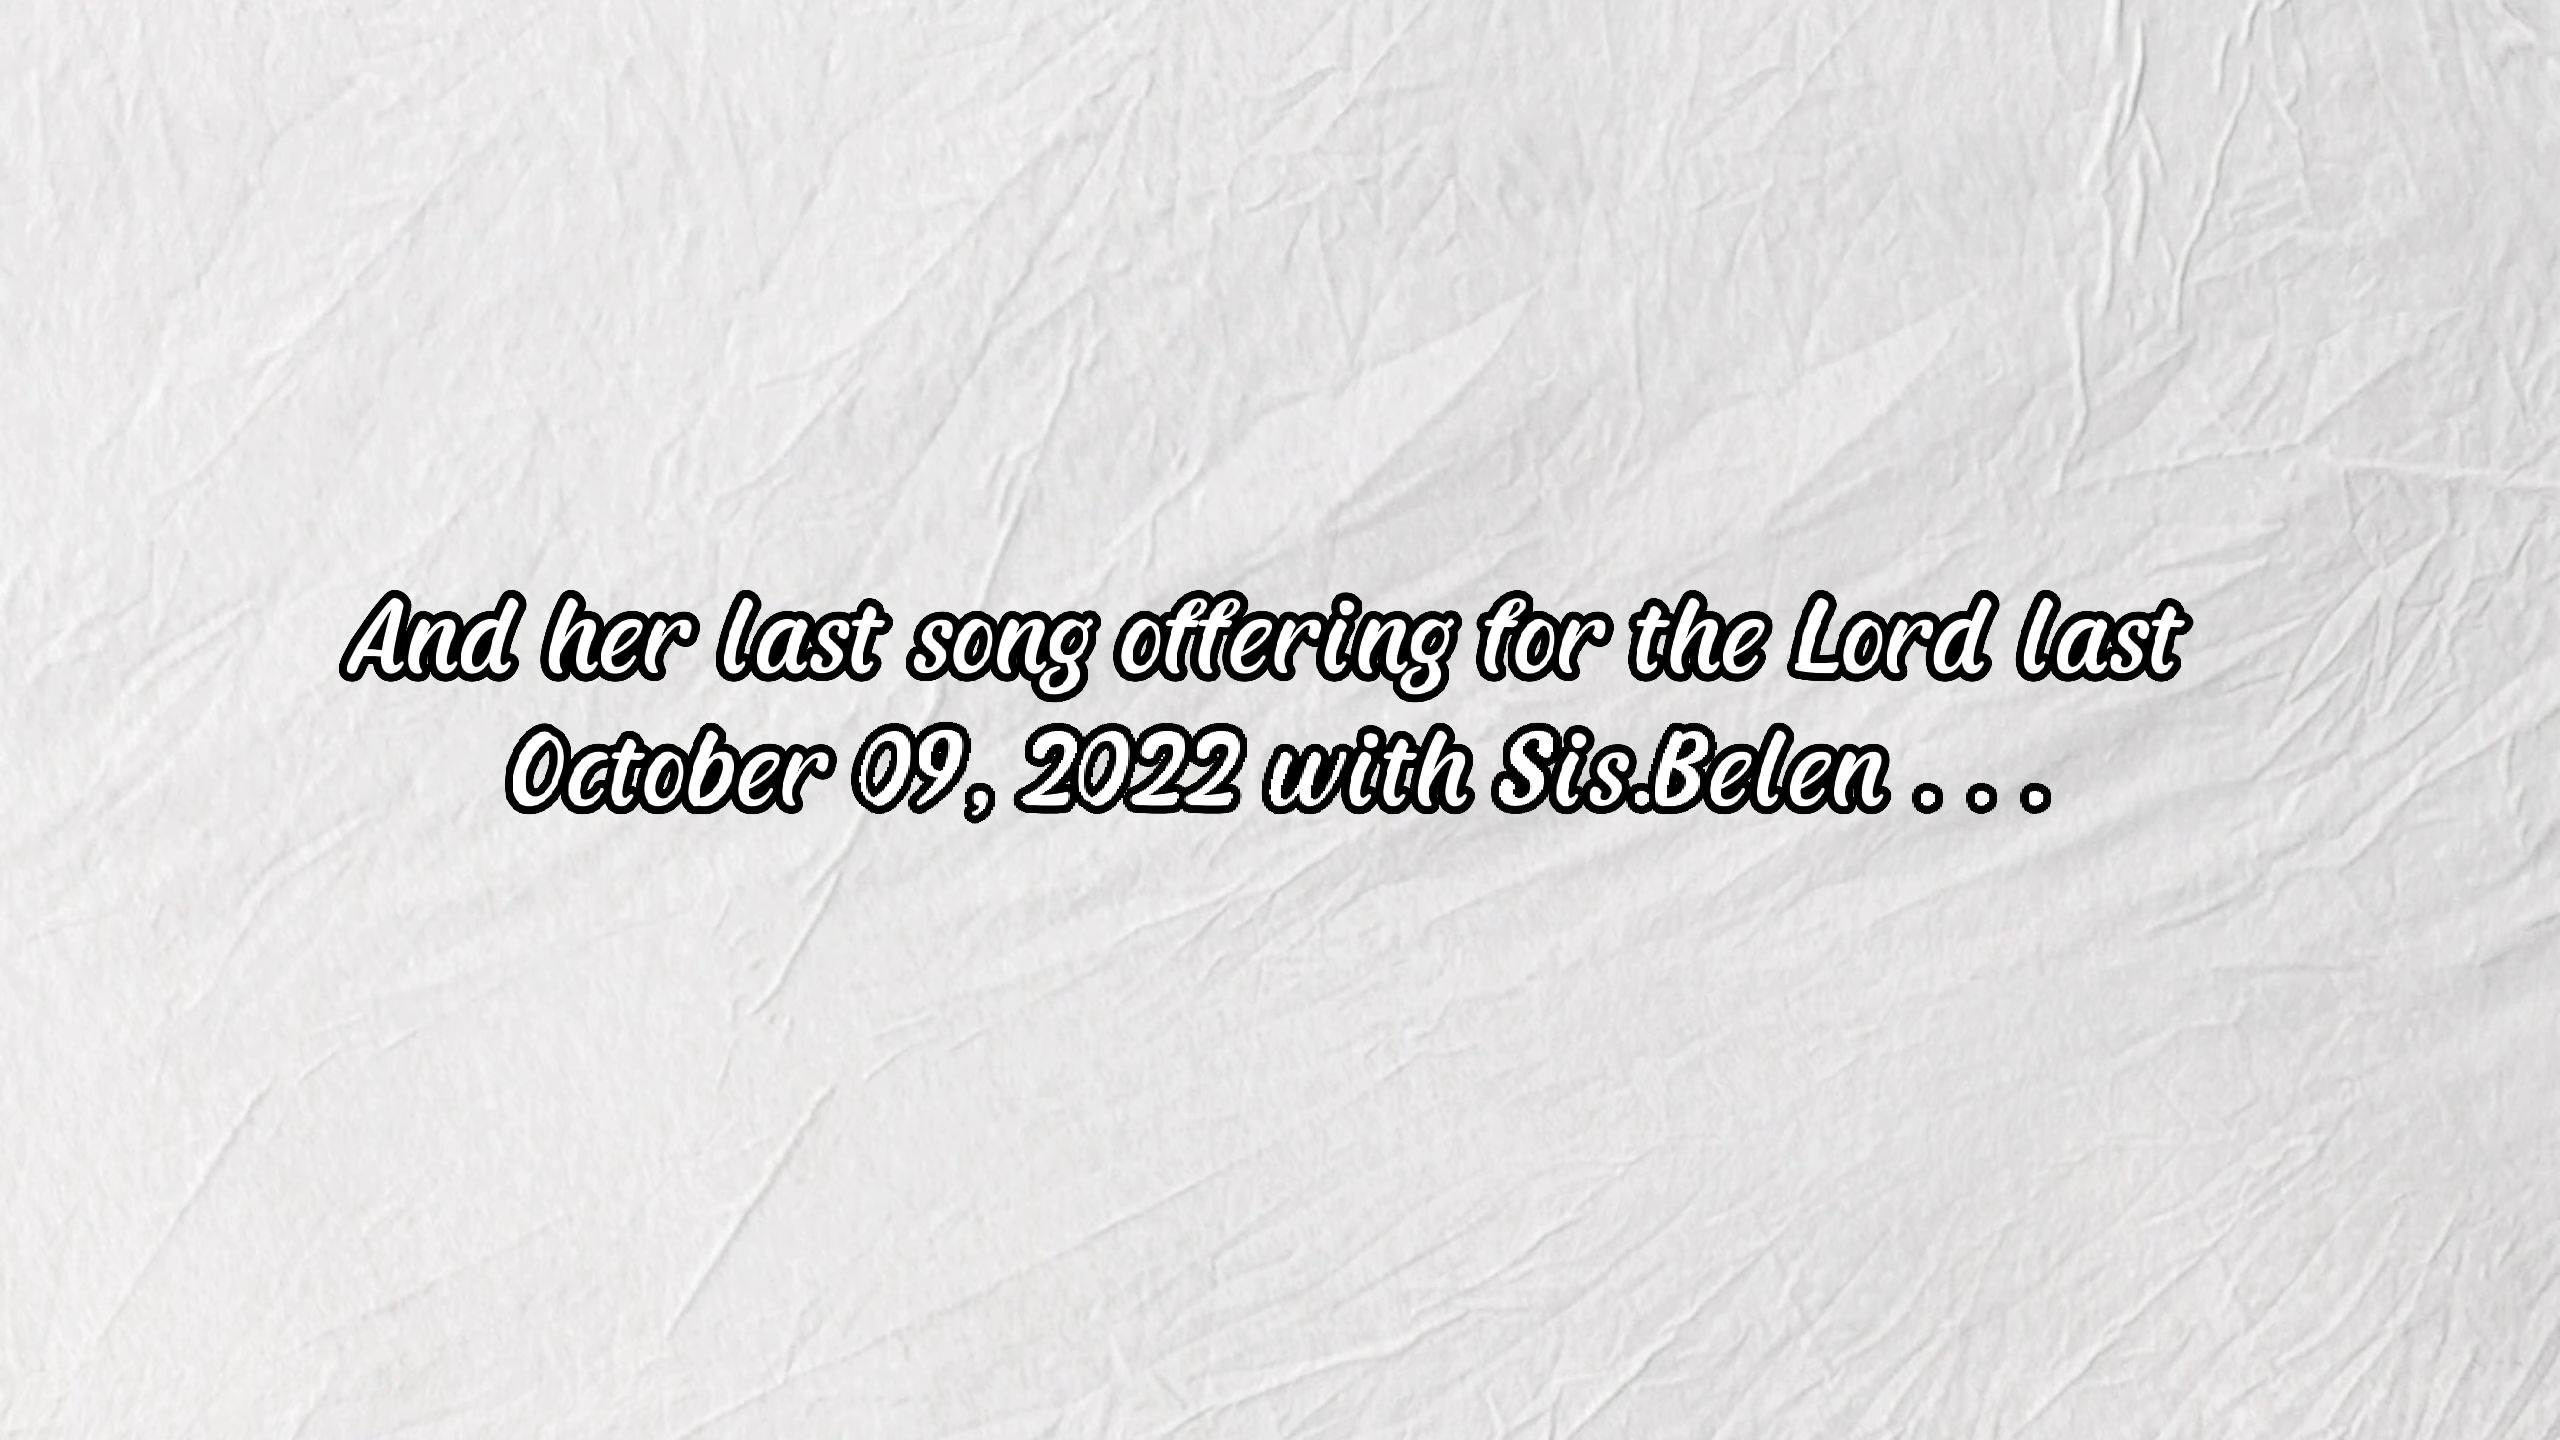 And her last song offering for the Lord last
October 09, 2022 with Sis.Belen . . .